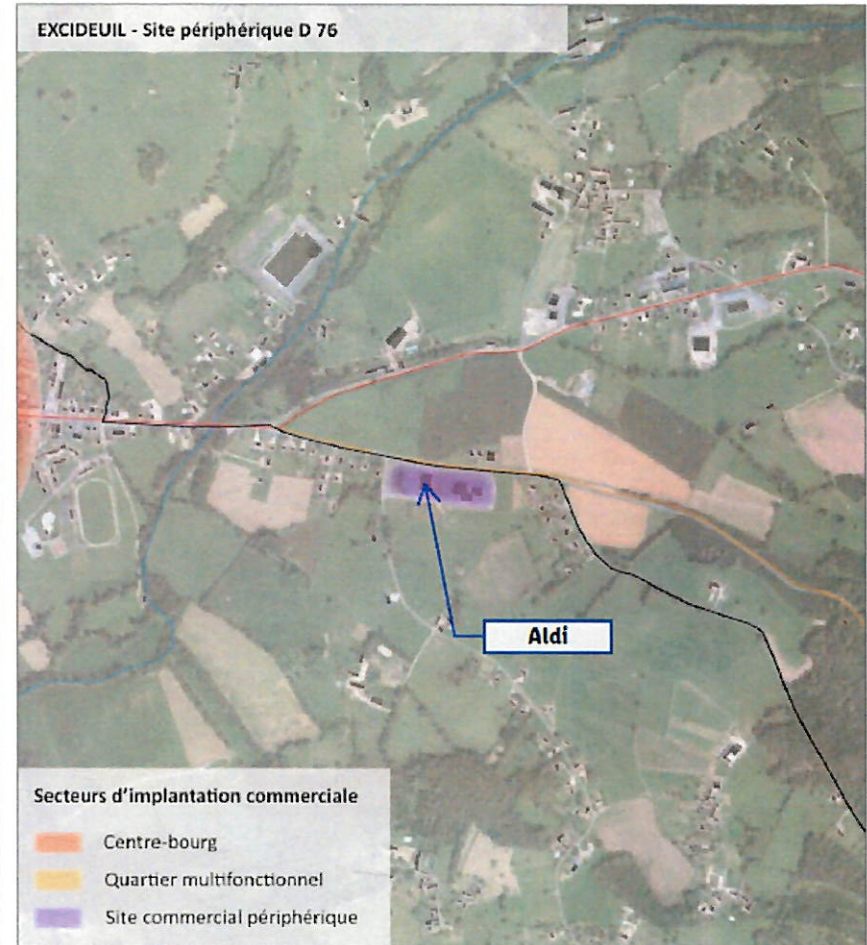 EXCIDEUIL - Site périphérique D 76
Aldi
Secteurs d'implantation commerciale
Centre-bourg
Quartier multifonctionnel
Site commercial périphérique